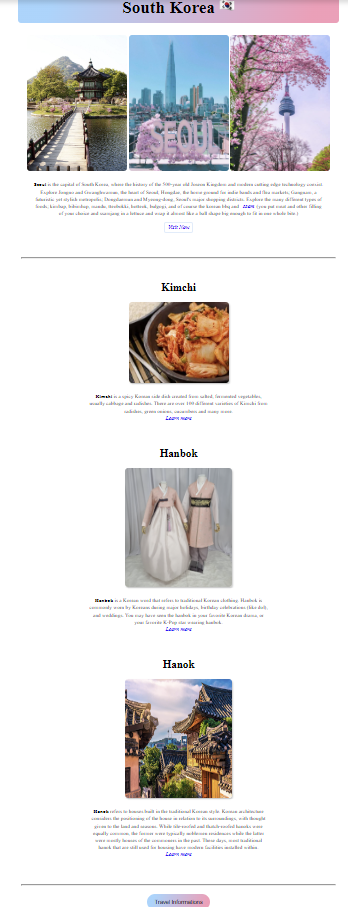 South Korea 🇰🇷
SEOUL
Seoul is the capital of South Korea, where the history of the 500-year old Joseon Kingdom and modern cutting edge technology coexist.
Explore Jongno and Gwanghwamun, the heart of Seoul, Hongdae, the home ground for indie bands and flea markets, Gangnam, a
futuristic yet stylish metropolis, Dongdaemun and Myeong-dong, Seoul's major shopping districts. Explore the many different types of
foods, kimbap, bibimbap, mandu, tteokbokki, bulgogi, and of course the korean bbq and (you put meat and other filling
of your choice and wrapping in a lettuce and wrap it almost like a ball shape big enough to fit in one whole bite )
Visit Now
Kimchi
Kimchi is a spicy Korean side dish created from salted, fermented vegetables,
usually cabbage and radishes. There are over 100 different varieties of Kimchi from
radishes, green onions, cucumbers and many more.
Learn more
Hanbok
Hanbok is a Korean word that refers to traditional Korean clothing. Hanbok is
commonly worn by Koreans during major holidays, birthday celebrations (like dol),
and weddings. You may have seen the hanbok in your favorite Korean drama, or
your favorite K-Pop star wearing hanbok.
Learn more
Hanok
Hanok refers to houses built in the traditional Korean style. Korean architecture
considers the positioning of the house in relation to its surroundings, with thought
given to the land and seasons. While tile-roofed and thatch-roofed hanoks were
equally common, the former were typically noblemen residences while the latter
were mostly houses of the commoners in the past. These days, most traditional
hanok that are still used for housing have modern facilities installed within.
Learn more
Travel Informations